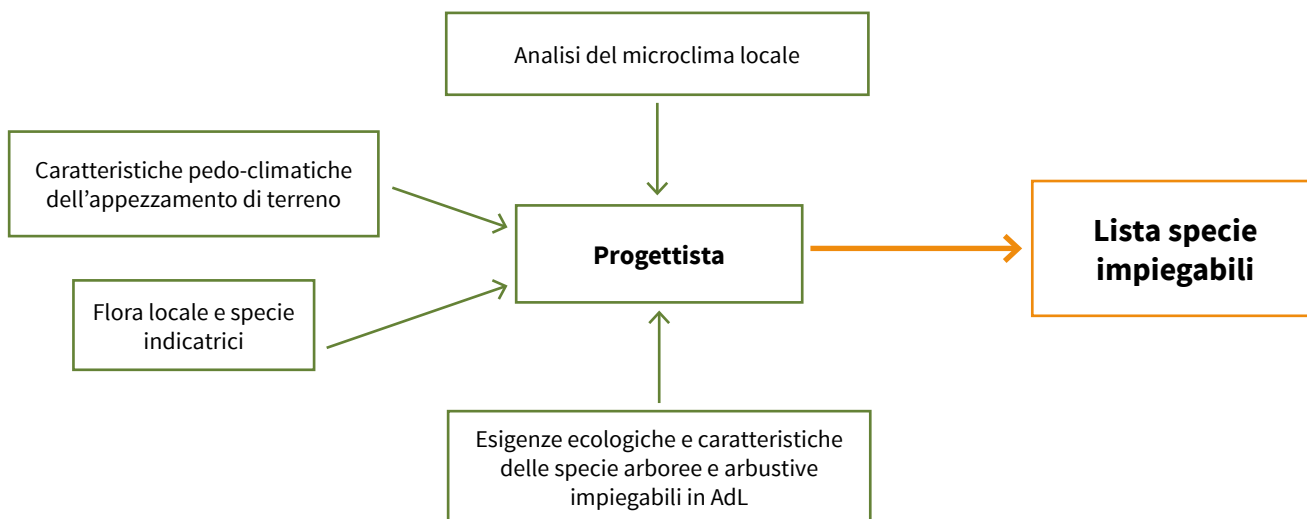 Analisi del microclima locale
Caratteristiche pedo-climatiche
dell’appezzamento di terreno
Flora locale e specie
indicatrici
Progettista
Lista specie
impiegabili
Esigenze ecologiche e caratteristiche
delle specie arboree e arbustive
impiegabili in AdL